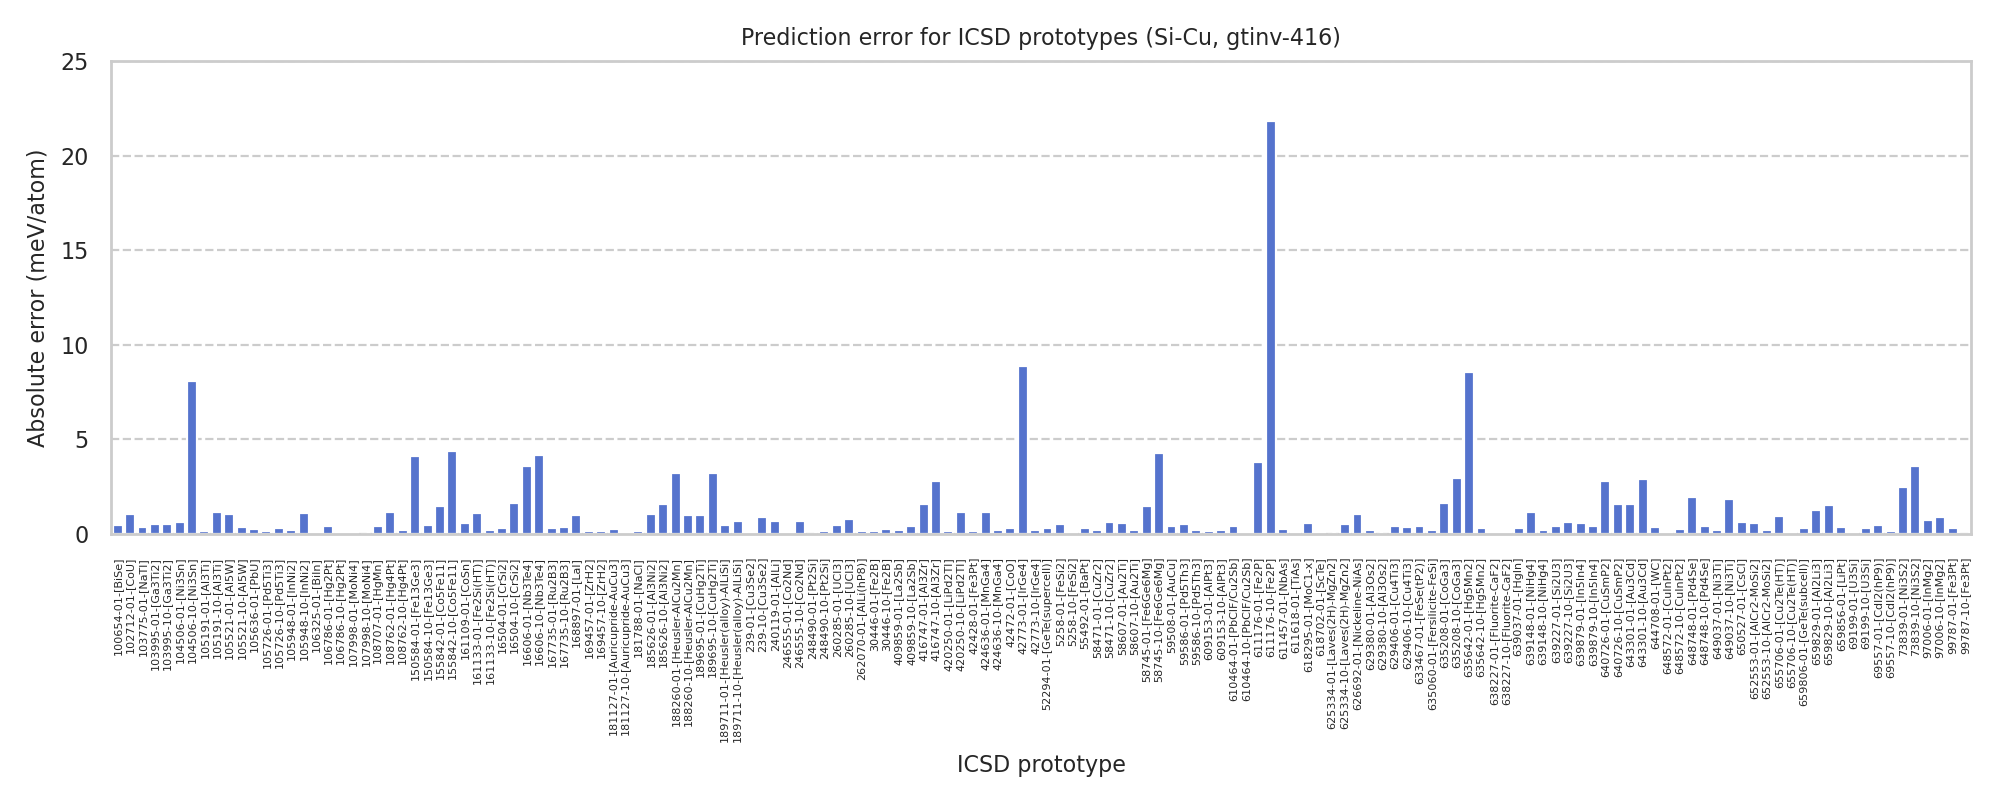 Prediction error for ICSD prototypes (Si-Cu, gtinv-416)
Absolute error (meV/atom)
25
20
15
10
5
0
100654-01-[BiSe]
102712-01-[CoU]
103775-01-[NaTl]
103995-01-[Ga3Ti2]
103995-10-[Ga3Ti2]
104506-01-[Ni3Sn]
104506-10-[Ni3Sn]
105191-01-[Al3Ti]
105191-10-[Al3Ti]
105521-01-[Al5W]
105521-10-[Al5W]
105636-01-[PbU]
105726-01-[Pd5Ti3]
105726-10-[Pd5Ti3]
105948-01-[InNi2]
105948-10-[InNi2]
106325-01-[BiIn]
106786-01-[Hg2Pt]
106786-10-[Hg2Pt]
107998-01-[MoNi4]
107998-10-[MoNi4]
108707-01-[HgMn]
108762-01-[Hg4Pt]
108762-10-[Hg4Pt]
150584-01-[Fe13Ge3]
150584-10-[Fe13Ge3]
155842-01-[Co5Fe11]
155842-10-[Co5Fe11]
161109-01-[CoSn]
161133-01-[Fe2Si(HT)]
161133-10-[Fe2Si(HT)]
16504-01-[CrSi2]
16504-10-[CrSi2]
16606-01-[Nb3Te4]
16606-10-[Nb3Te4]
167735-01-[Ru2B3]
167735-10-[Ru2B3]
168897-01-[LaI]
169457-01-[ZrH2]
169457-10-[ZrH2]
181127-01-[Auricupride-AuCu3]
181127-10-[Auricupride-AuCu3]
181788-01-[NaCl]
185626-01-[Al3Ni2]
185626-10-[Al3Ni2]
188260-01-[Heusler-AlCu2Mn]
188260-10-[Heusler-AlCu2Mn]
189695-01-[CuHg2Ti]
189695-10-[CuHg2Ti]
189711-01-[Heusler(alloy)-AlLiSi]
189711-10-[Heusler(alloy)-AlLiSi]
239-01-[Cu3Se2]
239-10-[Cu3Se2]
240119-01-[AlLi]
246555-01-[Co2Nd]
246555-10-[Co2Nd]
248490-01-[Pt2Si]
248490-10-[Pt2Si]
260285-01-[UCl3]
260285-10-[UCl3]
262070-01-[AlLi(hP8)]
30446-01-[Fe2B]
30446-10-[Fe2B]
409859-01-[La2Sb]
409859-10-[La2Sb]
416747-01-[Al3Zr]
416747-10-[Al3Zr]
420250-01-[LiPd2Tl]
420250-10-[LiPd2Tl]
42428-01-[Fe3Pt]
424636-01-[MnGa4]
424636-10-[MnGa4]
42472-01-[CoO]
42773-01-[IrGe4]
42773-10-[IrGe4]
52294-01-[GeTe(supercell)]
5258-01-[FeSi2]
5258-10-[FeSi2]
55492-01-[BaPt]
58471-01-[CuZr2]
58471-10-[CuZr2]
58607-01-[Au2Ti]
58607-10-[Au2Ti]
58745-01-[Fe6Ge6Mg]
58745-10-[Fe6Ge6Mg]
59508-01-[AuCu]
59586-01-[Pd5Th3]
59586-10-[Pd5Th3]
609153-01-[AlPt3]
609153-10-[AlPt3]
610464-01-[PbClF/Cu2Sb]
610464-10-[PbClF/Cu2Sb]
611176-01-[Fe2P]
611176-10-[Fe2P]
611457-01-[NbAs]
611618-01-[TiAs]
618295-01-[MoC1-x]
618702-01-[ScTe]
625334-01-[Laves(2H)-MgZn2]
625334-10-[Laves(2H)-MgZn2]
626692-01-[Nickeline-NiAs]
629380-01-[Al3Os2]
629380-10-[Al3Os2]
629406-01-[Cu4Ti3]
629406-10-[Cu4Ti3]
633467-01-[FeSe(tP2)]
635060-01-[Fersilicite-FeSi]
635208-01-[CoGa3]
635208-10-[CoGa3]
635642-01-[Hg5Mn2]
635642-10-[Hg5Mn2]
638227-01-[Fluorite-CaF2]
638227-10-[Fluorite-CaF2]
639037-01-[HgIn]
639148-01-[NiHg4]
639148-10-[NiHg4]
639227-01-[Si2U3]
639227-10-[Si2U3]
639879-01-[In5In4]
639879-10-[In5In4]
640726-01-[CuSmP2]
640726-10-[CuSmP2]
643301-01-[Au3Cd]
643301-10-[Au3Cd]
644708-01-[WC]
648572-01-[CuInPt2]
648572-10-[CuInPt2]
648748-01-[Pd4Se]
648748-10-[Pd4Se]
649037-01-[Ni3Ti]
649037-10-[Ni3Ti]
650527-01-[CsCl]
652553-01-[AlCr2-MoSi2]
652553-10-[AlCr2-MoSi2]
655706-01-[Cu2Te(HT)]
655706-10-[Cu2Te(HT)]
659806-01-[GeTe(subcell)]
659829-01-[Al2Li3]
659829-10-[Al2Li3]
659856-01-[LiPt]
69199-01-[U3Si]
69199-10-[U3Si]
69557-01-[CdI2(hP9)]
69557-10-[CdI2(hP9)]
73839-01-[Ni3S2]
73839-10-[Ni3S2]
97006-01-[InMg2]
97006-10-[InMg2]
99787-01-[Fe3Pt]
99787-10-[Fe3Pt]
ICSD prototype